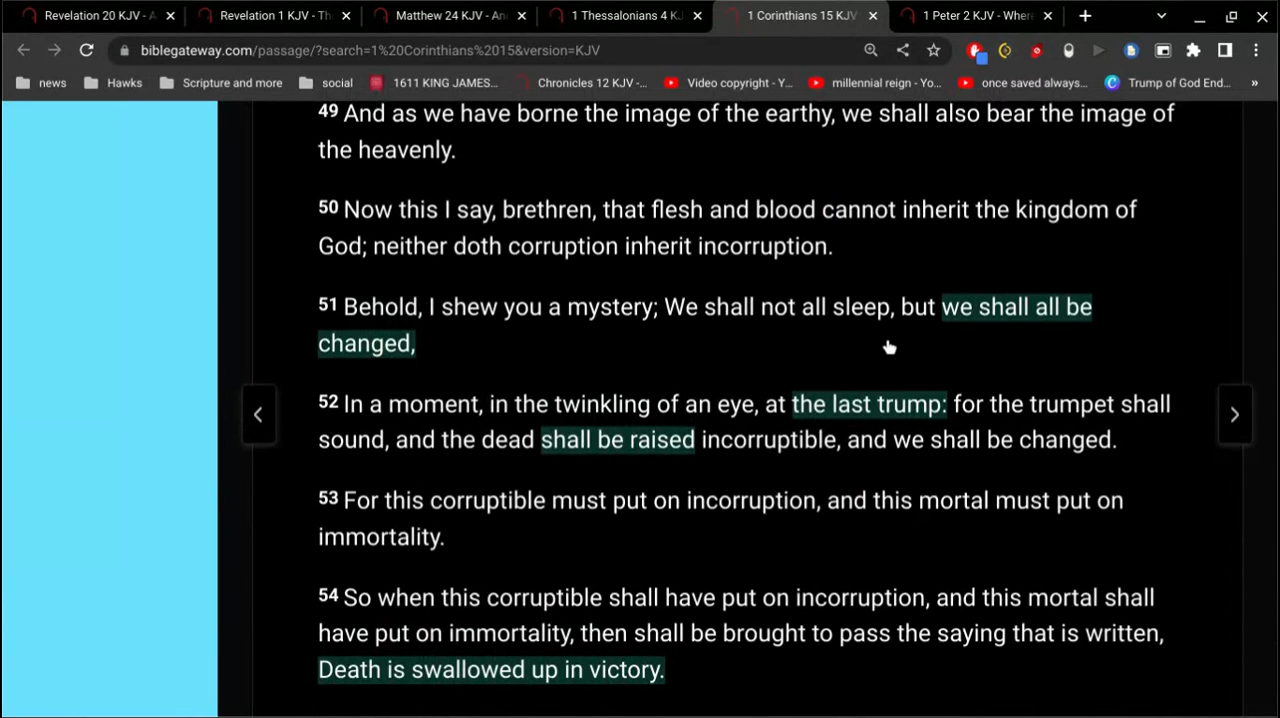 Revelation 20 KJV - A
Revelation 1 KJV - Th
Matthew 24 KJV - An
1 Thessalonians 4 K
1 Corinthians 15 KJV
1 Peter 2 KJV - Where
biblegateway.com/passage/?search=1%20Corinthians%2015&version=KJV
news
Hawks
Scripture and more
social
1611 KING JAMES...
Chronicles 12 KJV -...
Video copyright - Y...
millennial reign - Yo...
once saved always...
Trump of God End...
»
49 And as we have borne the image of the earthy, we shall also bear the image of
the heavenly.
50 Now this I say, brethren, that flesh and blood cannot inherit the kingdom of
God; neither doth corruption inherit incorruption.
51 Behold, I shew you a mystery; We shall not all sleep, but we shall all be
changed,
52 In a moment, in the twinkling of an eye, at the last trump: for the trumpet shall
sound, and the dead shall be raised incorruptible, and we shall be changed.
53 For this corruptible must put on incorruption, and this mortal must put on
immortality.
54 So when this corruptible shall have put on incorruption, and this mortal shall
have put on immortality, then shall be brought to pass the saying that is written,
Death is swallowed up in victory.